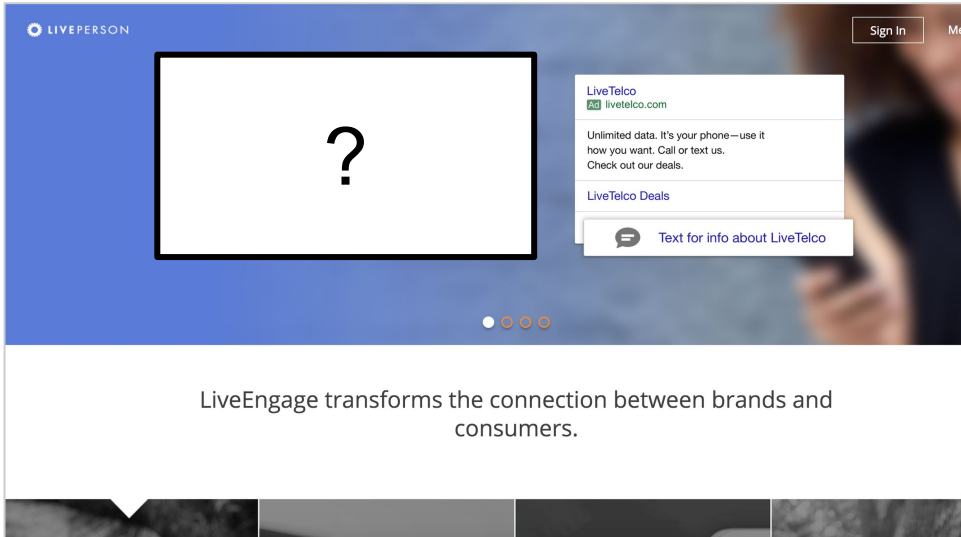 LIVEPERSON
Sign In
Me
?
LiveTelco
Ad livetelco.com
Unlimited data. It's your phone—use it
how you want. Call or text us.
Check out our deals.
LiveTelco Deals
Text for info about LiveTelco
LiveEngage transforms the connection between brands and
consumers.